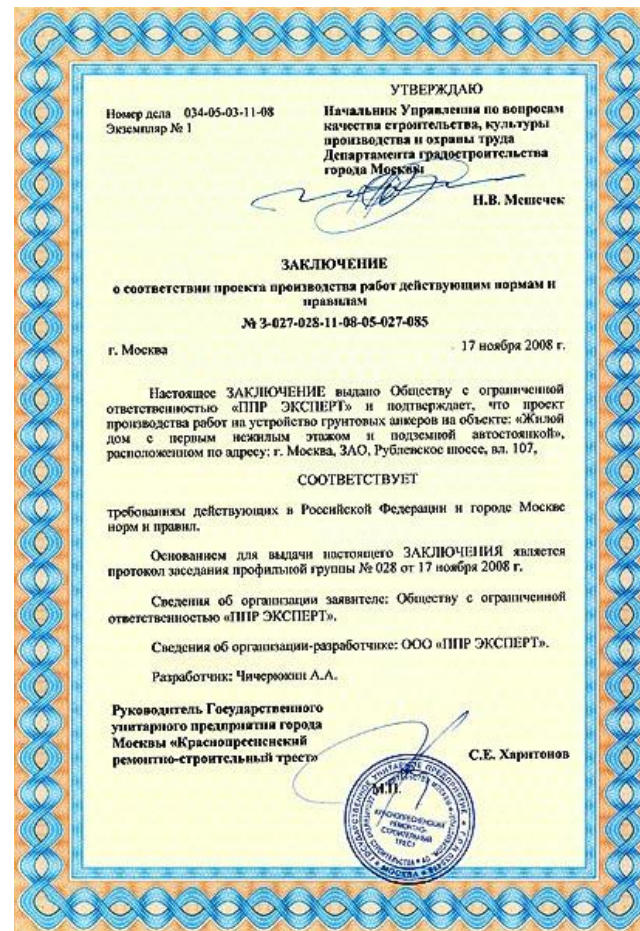 УТВЕРЖДАЮ
Номер дела 034-05-03-11-08
Экземпляр № 1
Начальник Управления по вопросам
качества строительства, культуры
производства и охраны труда
Департамента градостроительства
города Москвы
Н.В. Мешечек
ЗАКЛЮЧЕНИЕ
о соответствии проекта производства работ действующим нормам и
правилам
№ 3-027-028-11-08-05-027-085
г. Москва 17 ноября 2008 г.
Настоящее ЗАКЛЮЧЕНИЕ выдано Обществу с ограниченной
ответственностью «ППР ЭКСПЕРТ» и подтверждает, что проект
производства работ на устройство грунтовых анкеров на объекте: «Жилой
дом с первым нежилым этажом и подземной автостоянкой»,
расположенном по адресу: г. Москва, ЗАО, Рублевское шоссе, вл. 107,
СООТВЕТСТВУЕТ
требованиям действующих в Российской Федерации и городе Москве
норм и правил.
Основанием для выдачи настоящего ЗАКЛЮЧЕНИЯ является
протокол заседания профильной группы № 028 от 17 ноября 2008 г.
Сведения об организации заявителе: Обществу с ограниченной
ответственностью «ППР ЭКСПЕРТ».
Сведения об организации-разработчике: ООО «ППР ЭКСПЕРТ».
Разработчик: Чичерюкин А.А.
Руководитель Государственного
унитарного предприятия города
Москвы «Краснопресненский
ремонтно-строительный трест»
С.Е. Харитонов
М.П.
КРАСНОПРЕСНЕНСКИЙ
РЕМОНТНО-
СТРОИТЕЛЬНЫЙ
ТРЕСТ